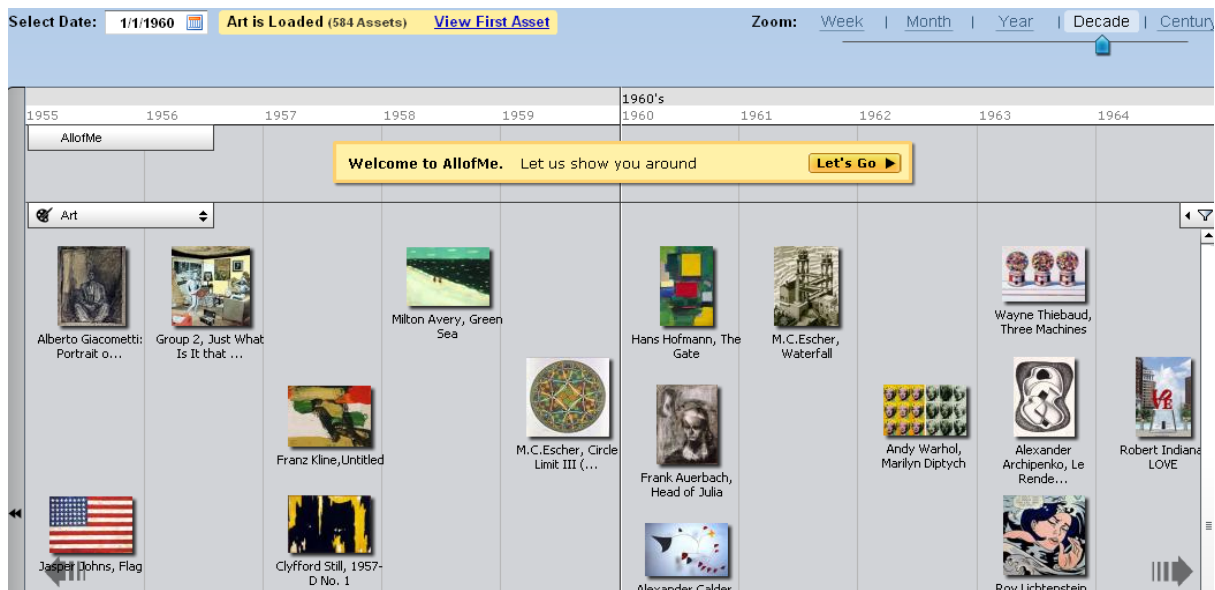 Select Date: 1/1/1960 Art is Loaded (584 Assets) View First Asset Zoom: Week | Month | Year | Decade | Century
1960's
1955 1956 1957 1958 1959 1960 1961 1962 1963 1964
AllofMe
Welcome to AllofMe. Let us show you around Let's Go
Art
Alberto Giacometti:
Portrait o...
Group 2, Just What
Is It that ...
Milton Avery, Green
Sea
Hans Hofmann, The
Gate
M.C.Escher,
Waterfall
Wayne Thiebaud,
Three Machines
Franz Kline,Untitled
M.C.Escher, Circle
Limit III (...
Frank Auerbach,
Head of Julia
Andy Warhol,
Marilyn Diptych
Alexander
Archipenko, Le
Rende...
LOVE
Robert Indiana
LOVE
Jasper Johns, Flag
Clyfford Still, 1957-
D No. 1
Alexander Calder
Roy Lichtenstein